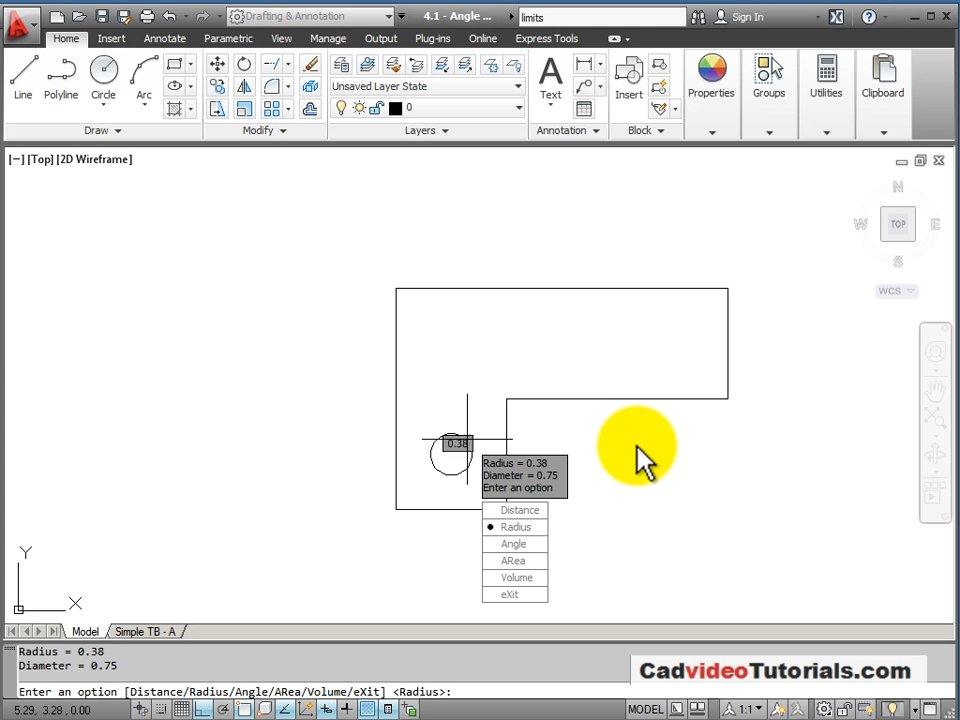 Drafting & Annotation
4.1 - Angle ...
limits
Sign In
Home
Insert
Annotate
Parametric
View
Manage
Output
Plug-ins
Online
Express Tools
Line
Polyline
Circle
Arc
Draw
Modify
Unsaved Layer State
0
Layers
Text
Annotation
Insert
Block
Properties
Groups
Utilities
Clipboard
[−] [Top] [2D Wireframe]
N
W
TOP
E
S
WCS
0.38
Radius = 0.38
Diameter = 0.75
Enter an option
Distance
Radius
Angle
ARea
Volume
eXit
Y
X
Model
Simple TB - A
Radius = 0.38
Diameter = 0.75
CadvideoTutorials.com
Enter an option [Distance/Radius/Angle/ARea/Volume/eXit] <Radius>:
5.29, 3.28 , 0.00
MODEL
1:1